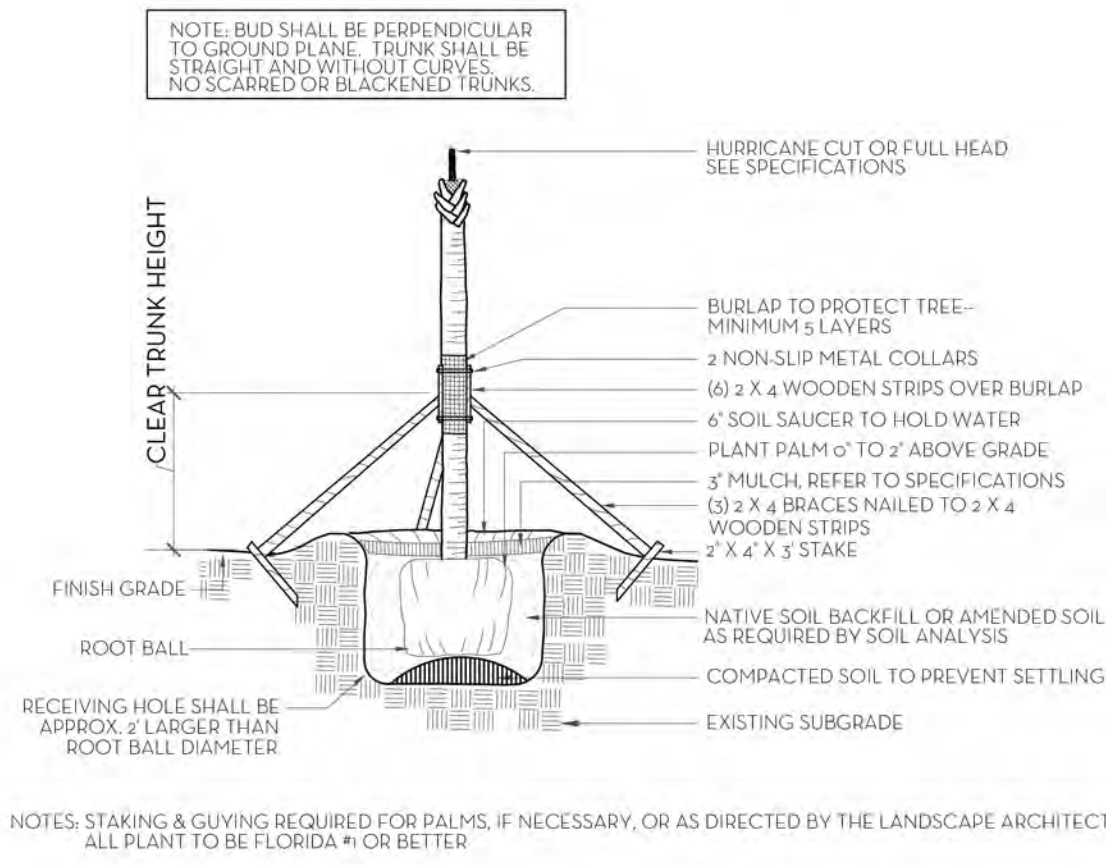 NOTE: BUD SHALL BE PERPENDICULAR
TO GROUND PLANE. TRUNK SHALL BE
STRAIGHT AND WITHOUT CURVES.
NO SCARRED OR BLACKENED TRUNKS.
HURRICANE CUT OR FULL HEAD
SEE SPECIFICATIONS
CLEAR TRUNK HEIGHT
BURLAP TO PROTECT TREE--
MINIMUM 5 LAYERS
2 NON-SLIP METAL COLLARS
(6) 2 X 4 WOODEN STRIPS OVER BURLAP
6" SOIL SAUCER TO HOLD WATER
PLANT PALM 0" TO 2" ABOVE GRADE
3" MULCH, REFER TO SPECIFICATIONS
(3) 2 X 4 BRACES NAILED TO 2 X 4
WOODEN STRIPS
2" X 4" X 3' STAKE
FINISH GRADE
NATIVE SOIL BACKFILL OR AMENDED SOIL
AS REQUIRED BY SOIL ANALYSIS
ROOT BALL
COMPACTED SOIL TO PREVENT SETTLING
RECEIVING HOLE SHALL BE
APPROX. 2' LARGER THAN
ROOT BALL DIAMETER
EXISTING SUBGRADE
NOTES: STAKING & GUYING REQUIRED FOR PALMS, IF NECESSARY, OR AS DIRECTED BY THE LANDSCAPE ARCHITECT
ALL PLANT TO BE FLORIDA #1 OR BETTER